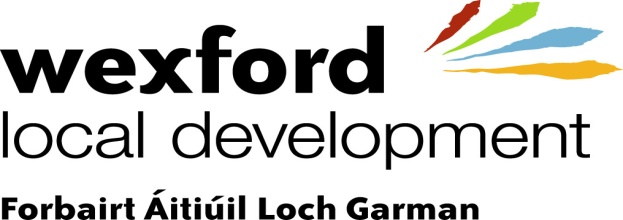 wexford
local development
Forbairt Áitiúil Loch Garman